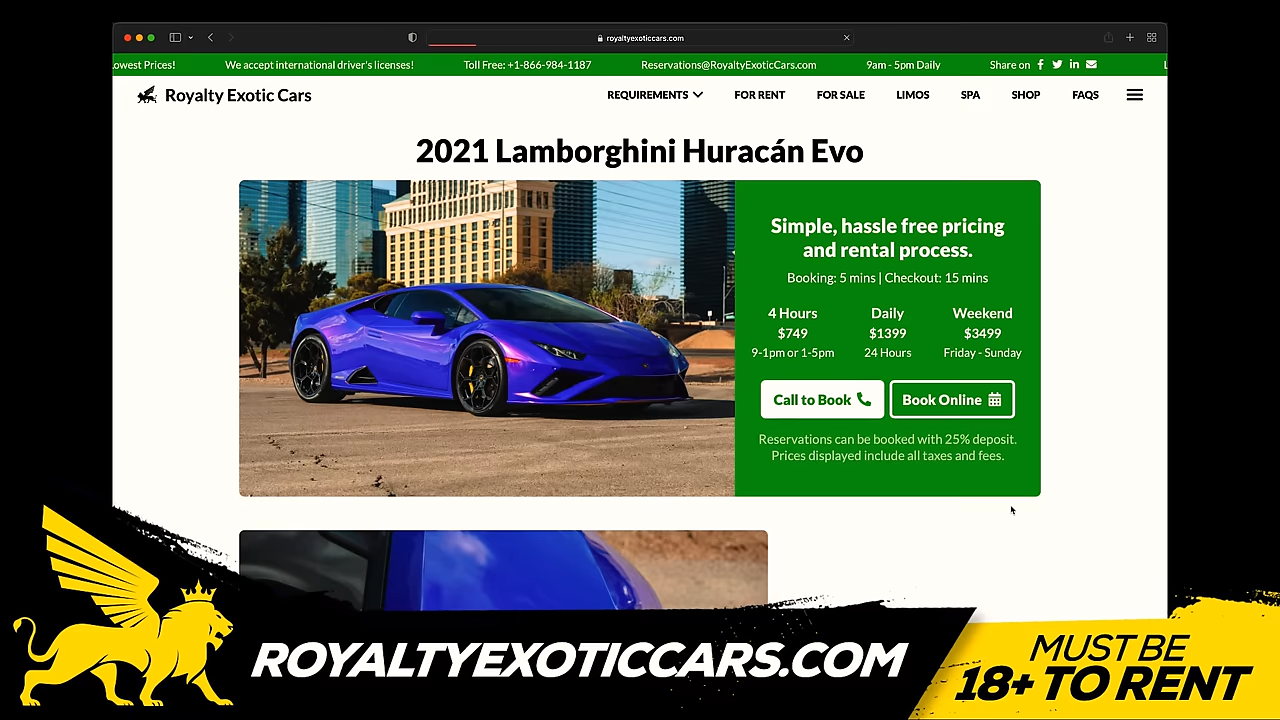 royaltyexoticcars.com
owest Prices! We accept international driver's licenses! Toll Free: +1-866-984-1187 Reservations@RoyaltyExoticCars.com 9am - 5pm Daily Share on
Royalty Exotic Cars REQUIREMENTS FOR RENT FOR SALE LIMOS SPA SHOP FAQS
2021 Lamborghini Huracán Evo
Simple, hassle free pricing
and rental process.
Booking: 5 mins | Checkout: 15 mins
4 Hours Daily Weekend
$749 $1399 $3499
9-1pm or 1-5pm 24 Hours Friday - Sunday
Call to Book Book Online
Reservations can be booked with 25% deposit.
Prices displayed include all taxes and fees.
ROYALTYEXOTICCARS.COM
MUST BE
18+ TO RENT